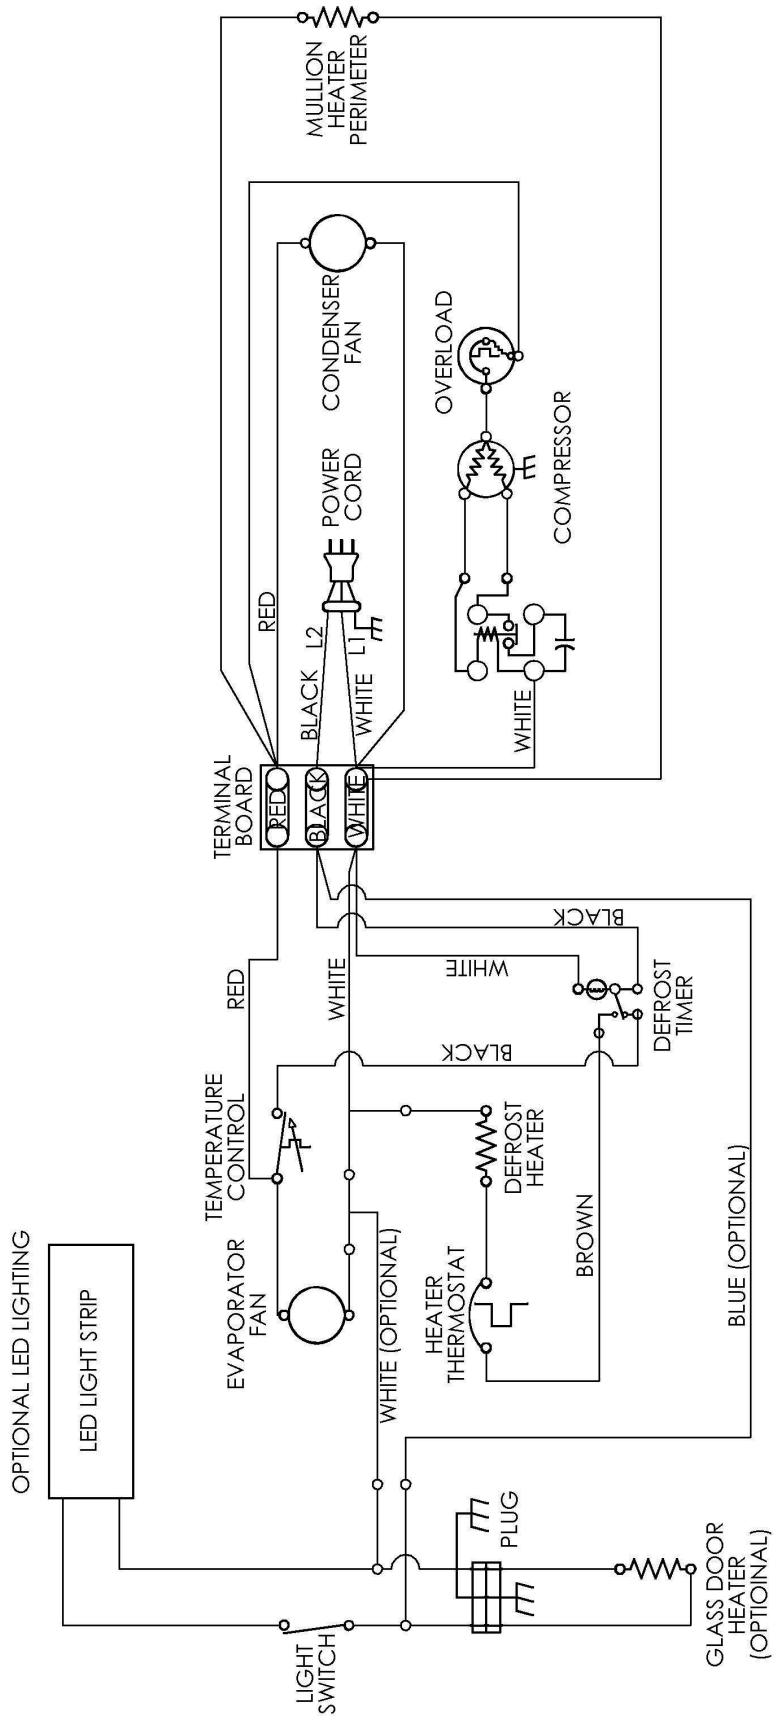 OPTIONAL LED LIGHTING
LED LIGHT STRIP
LIGHT
SWITCH
EVAPORATOR
FAN
TEMPERATURE
CONTROL
RED
TERMINAL
BOARD
RED
BLACK
WHITE
RED
BLACK
L2
WHITE
L1
POWER
CORD
CONDENSER
FAN
MULLION
HEATER
PERIMETER
WHITE (OPTIONAL)
WHITE
HEATER
THERMOSTAT
DEFROST
HEATER
BLACK
WHITE
BLACK
WHITE
OVERLOAD
COMPRESSOR
PLUG
BROWN
DEFROST
TIMER
GLASS DOOR
HEATER
(OPTIOINAL)
BLUE (OPTIONAL)